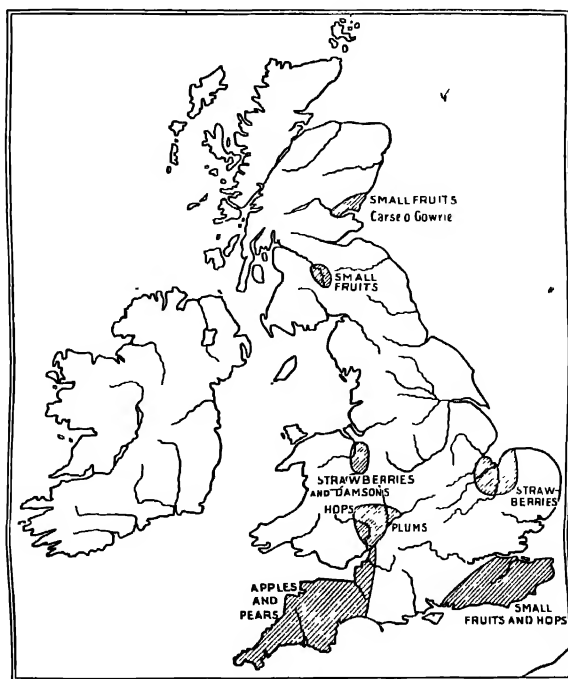 SMALL FRUITS
Carse o Gowrie
SMALL
FRUITS
STRAWBERRIES
AND DAMSONS
HOPS
PLUMS
STRAW-
BERRIES
APPLES
AND
PEARS
SMALL
FRUITS AND HOPS